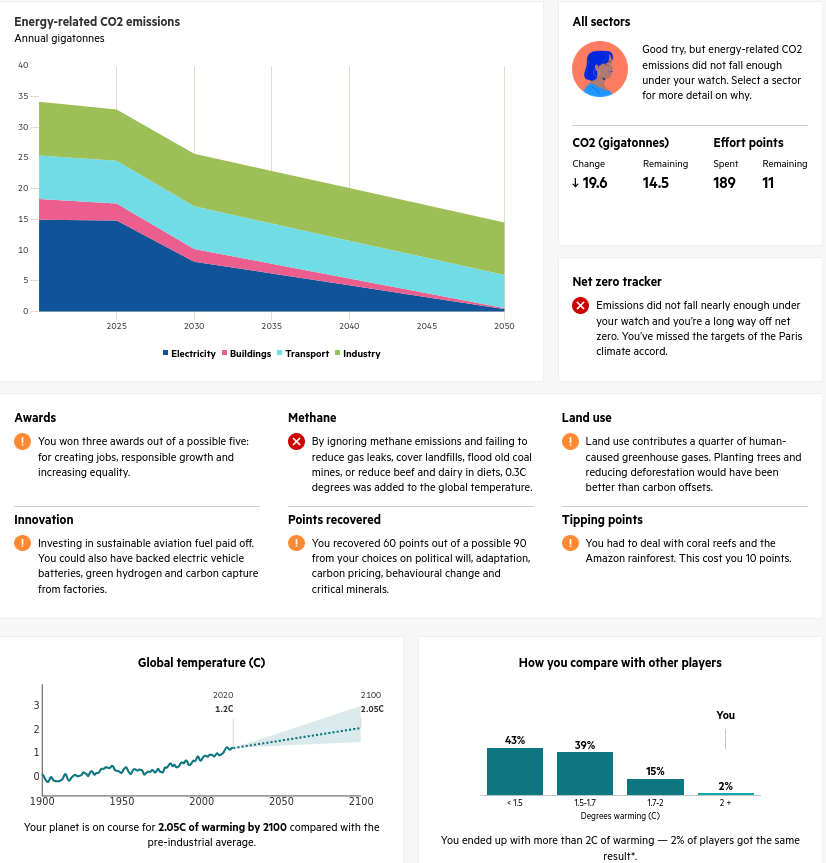 Energy-related CO2 emissions
Annual gigatonnes
40
35
30
25
20
15
10
5
0
2025
2030
2035
2040
2045
2050
Electricity
Buildings
Transport
Industry
All sectors
Good try, but energy-related CO2
emissions did not fall enough
under your watch. Select a sector
for more detail on why.
CO2 (gigatonnes)
Effort points
Change
Remaining
Spent
Remaining
↓ 19.6
14.5
189
11
Net zero tracker
Emissions did not fall nearly enough under
your watch and you're a long way off net
zero. You've missed the targets of the Paris
climate accord.
Awards
You won three awards out of a possible five:
for creating jobs, responsible growth and
increasing equality.
Methane
By ignoring methane emissions and failing to
reduce gas leaks, cover landfills, flood old coal
mines, or reduce beef and dairy in diets, 0.3C
degrees was added to the global temperature.
Land use
Land use contributes a quarter of human-
caused greenhouse gases. Planting trees and
reducing deforestation would have been
better than carbon offsets.
Innovation
Investing in sustainable aviation fuel paid off.
You could also have backed electric vehicle
batteries, green hydrogen and carbon capture
from factories.
Points recovered
You recovered 60 points out of a possible 90
from your choices on political will, adaptation,
carbon pricing, behavioural change and
critical minerals.
Tipping points
You had to deal with coral reefs and the
Amazon rainforest. This cost you 10 points.
Global temperature (C)
2020
1.2C
2100
2.05C
3
2
1
0
1900
1950
2000
2050
2100
Your planet is on course for 2.05C of warming by 2100 compared with the
pre-industrial average.
How you compare with other players
You
43%
39%
15%
2%
< 1.5
1.5-1.7
1.7-2
2 +
Degrees warming (C)
You ended up with more than 2C of warming — 2% of players got the same
result*.